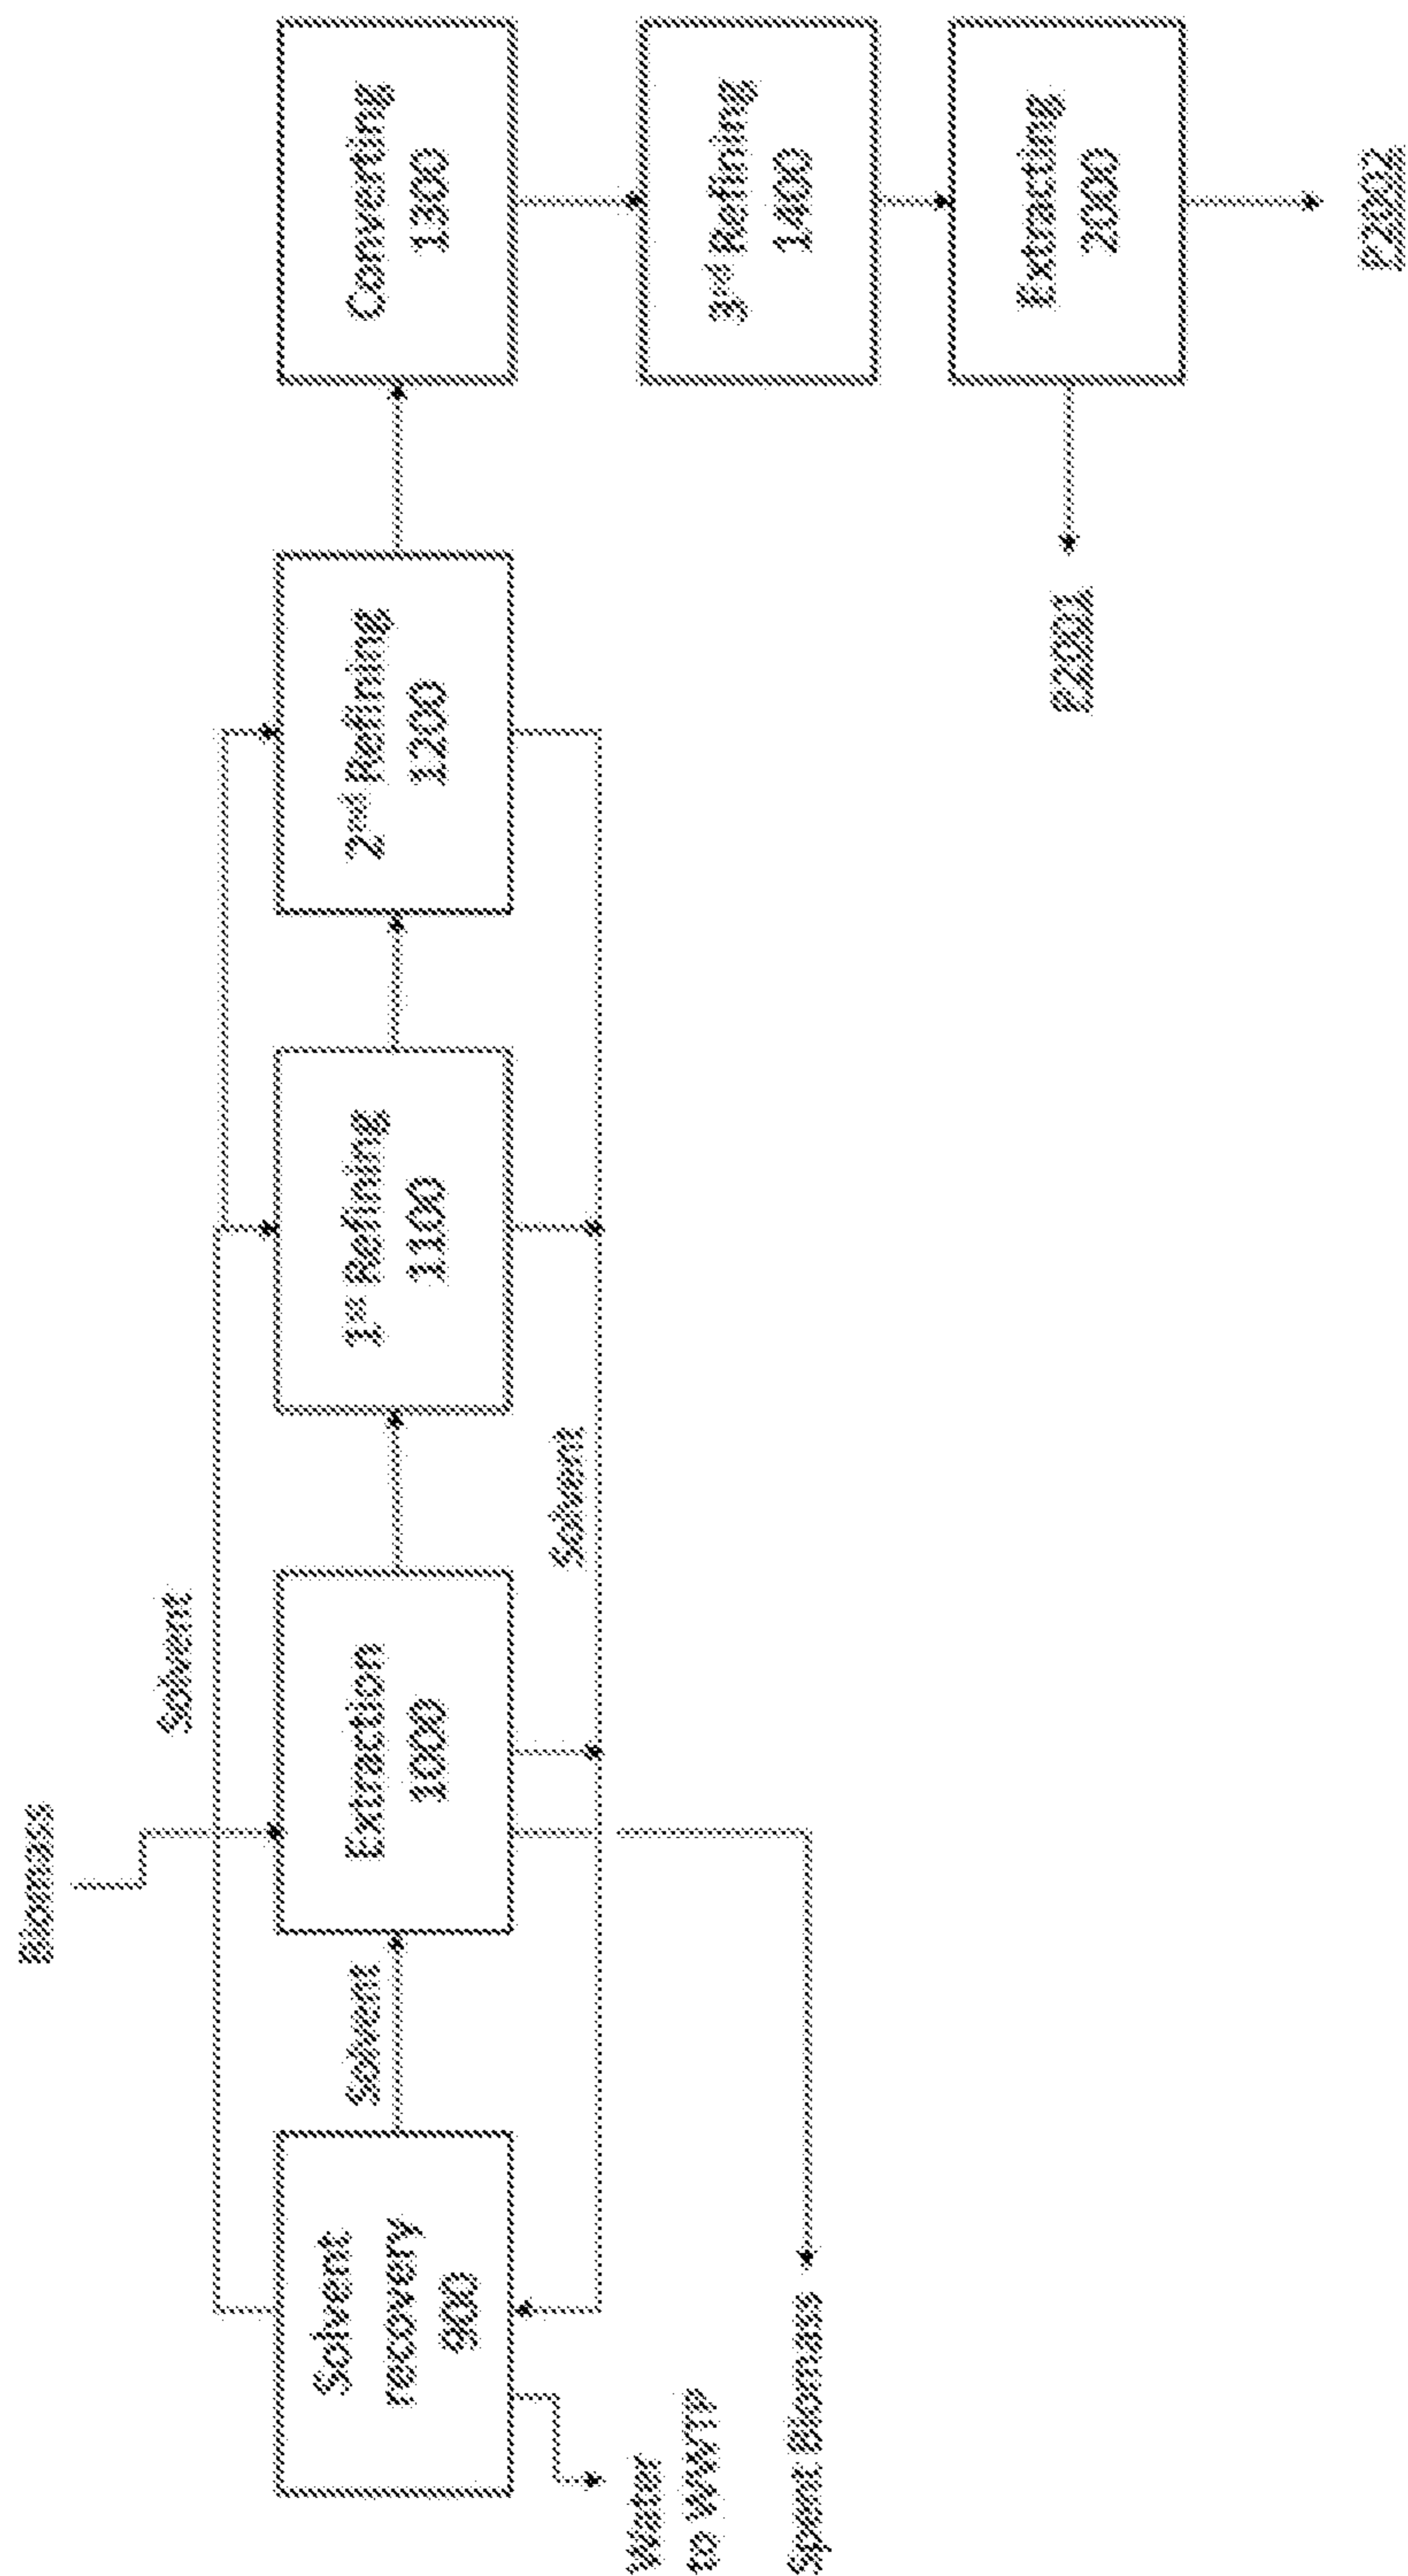 Biomass
Solvent
Solvent
recovery
900
Solvent
Extraction
1000
1st Refining
1100
2nd Refining
1200
Converting
1300
Solvent
3rd Refining
1400
Water
to WWTP
Spent Biomass
Extracting
2000
P2001
P2002